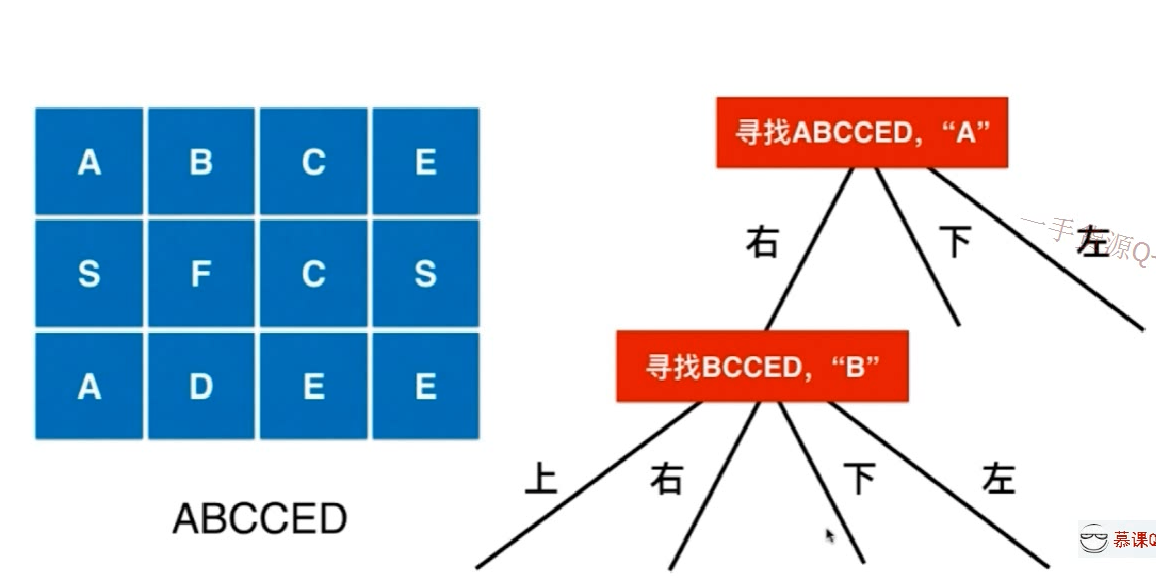 A B C E
S F C S
A D E E
ABCCED
寻找ABCCED，“A”
右 下 左
寻找BCCED，“B”
上 右 下 左
一手资源Q
慕课Q